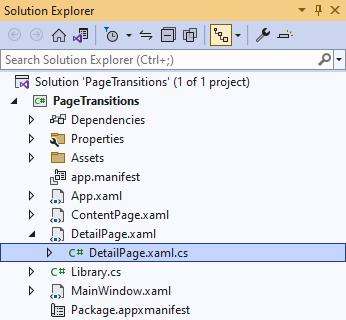 Solution Explorer
Search Solution Explorer (Ctrl+;)
Solution 'PageTransitions' (1 of 1 project)
C# PageTransitions
Dependencies
Properties
Assets
app.manifest
App.xaml
ContentPage.xaml
DetailPage.xaml
C# DetailPage.xaml.cs
C# Library.cs
MainWindow.xaml
Package.appxmanifest